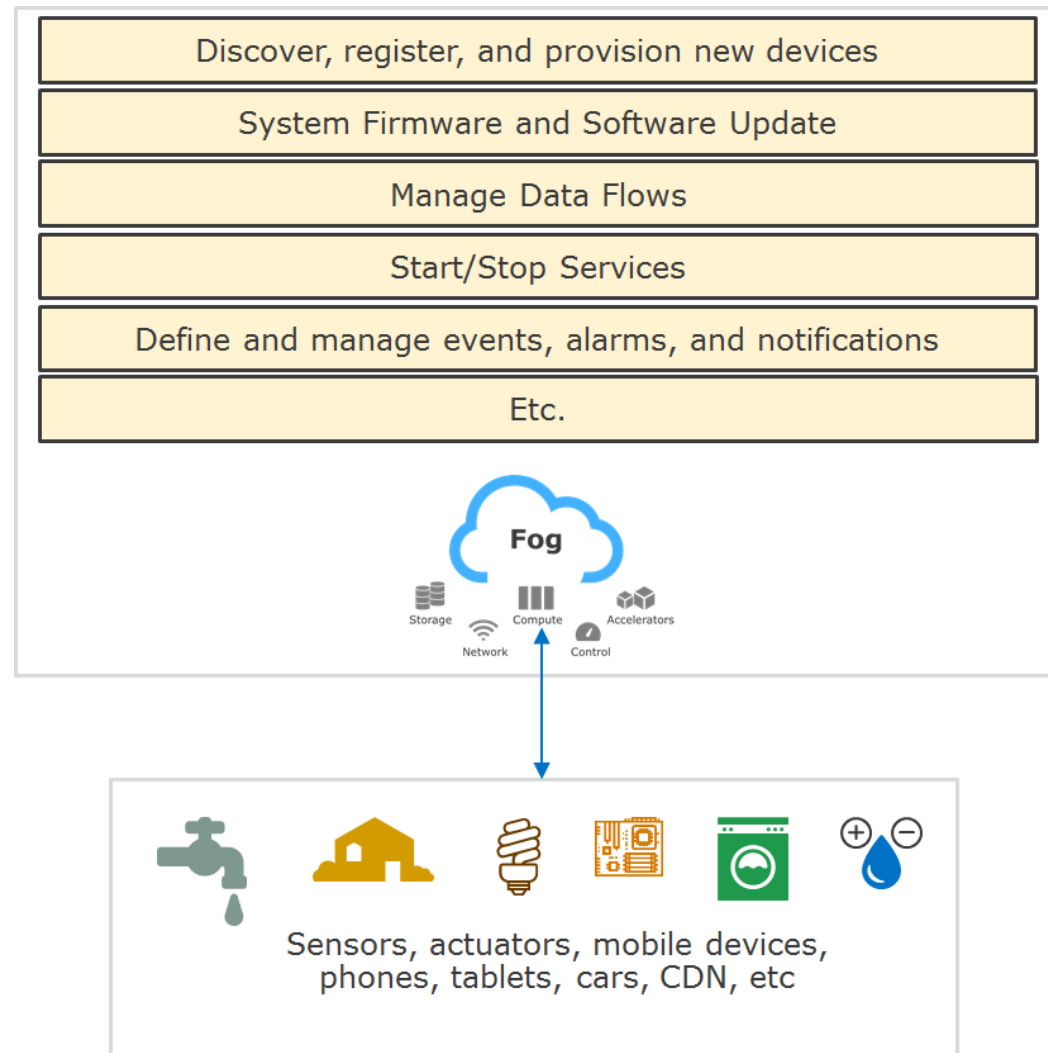 Discover, register, and provision new devices
System Firmware and Software Update
Manage Data Flows
Start/Stop Services
Define and manage events, alarms, and notifications
Etc.
Fog
Storage
Compute
Accelerators
Network
Control
Sensors, actuators, mobile devices,
phones, tablets, cars, CDN, etc